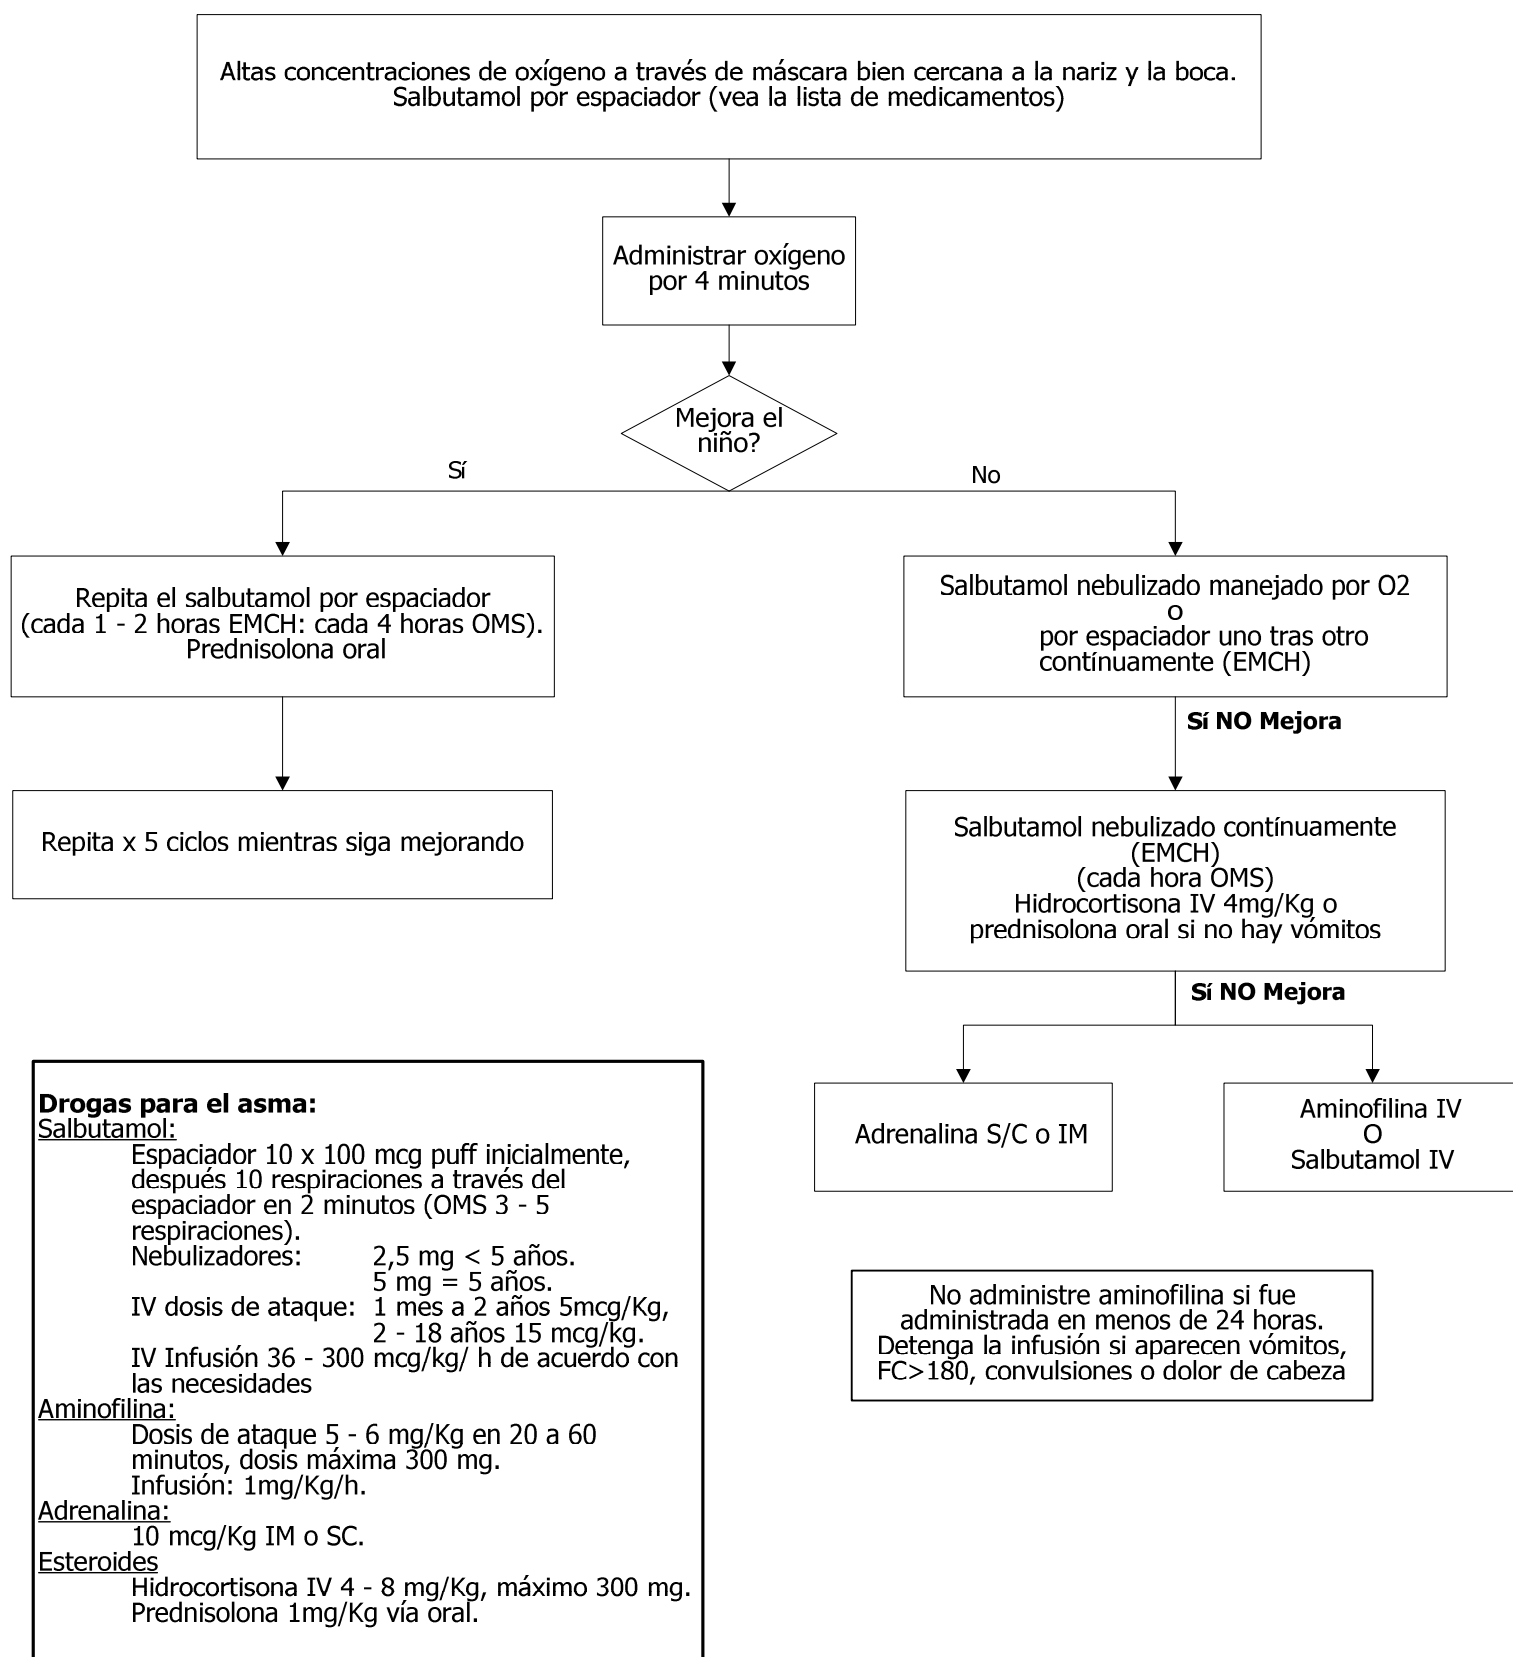 Altas concentraciones de oxígeno a través de máscara bien cercana a la nariz y la boca.
Salbutamol por espaciador (vea la lista de medicamentos)
Administrar oxígeno
por 4 minutos
Mejora el
niño?
Sí
No
Repita el salbutamol por espaciador
(cada 1 - 2 horas EMCH: cada 4 horas OMS).
Prednisolona oral
Salbutamol nebulizado manejado por O2
o
por espaciador uno tras otro
contínuamente (EMCH)
Sí NO Mejora
Repita x 5 ciclos mientras siga mejorando
Salbutamol nebulizado contínuamente
(EMCH)
(cada hora OMS)
Hidrocortisona IV 4mg/Kg o
prednisolona oral si no hay vómitos
Sí NO Mejora
Adrenalina S/C o IM
Aminofilina IV
O
Salbutamol IV
Drogas para el asma:
Salbutamol:
Espaciador 10 x 100 mcg puff inicialmente,
después 10 respiraciones a través del
espaciador en 2 minutos (OMS 3 - 5
respiraciones).
Nebulizadores: 2,5 mg < 5 años.
5 mg = 5 años.
IV dosis de ataque: 1 mes a 2 años 5mcg/Kg,
2 - 18 años 15 mcg/kg.
IV Infusión 36 - 300 mcg/kg/ h de acuerdo con
las necesidades
Aminofilina:
Dosis de ataque 5 - 6 mg/Kg en 20 a 60
minutos, dosis máxima 300 mg.
Infusión: 1mg/Kg/h.
Adrenalina:
10 mcg/Kg IM o SC.
Esteroides
Hidrocortisona IV 4 - 8 mg/Kg, máximo 300 mg.
Prednisolona 1mg/Kg vía oral.
No administre aminofilina si fue
administrada en menos de 24 horas.
Detenga la infusión si aparecen vómitos,
FC>180, convulsiones o dolor de cabeza